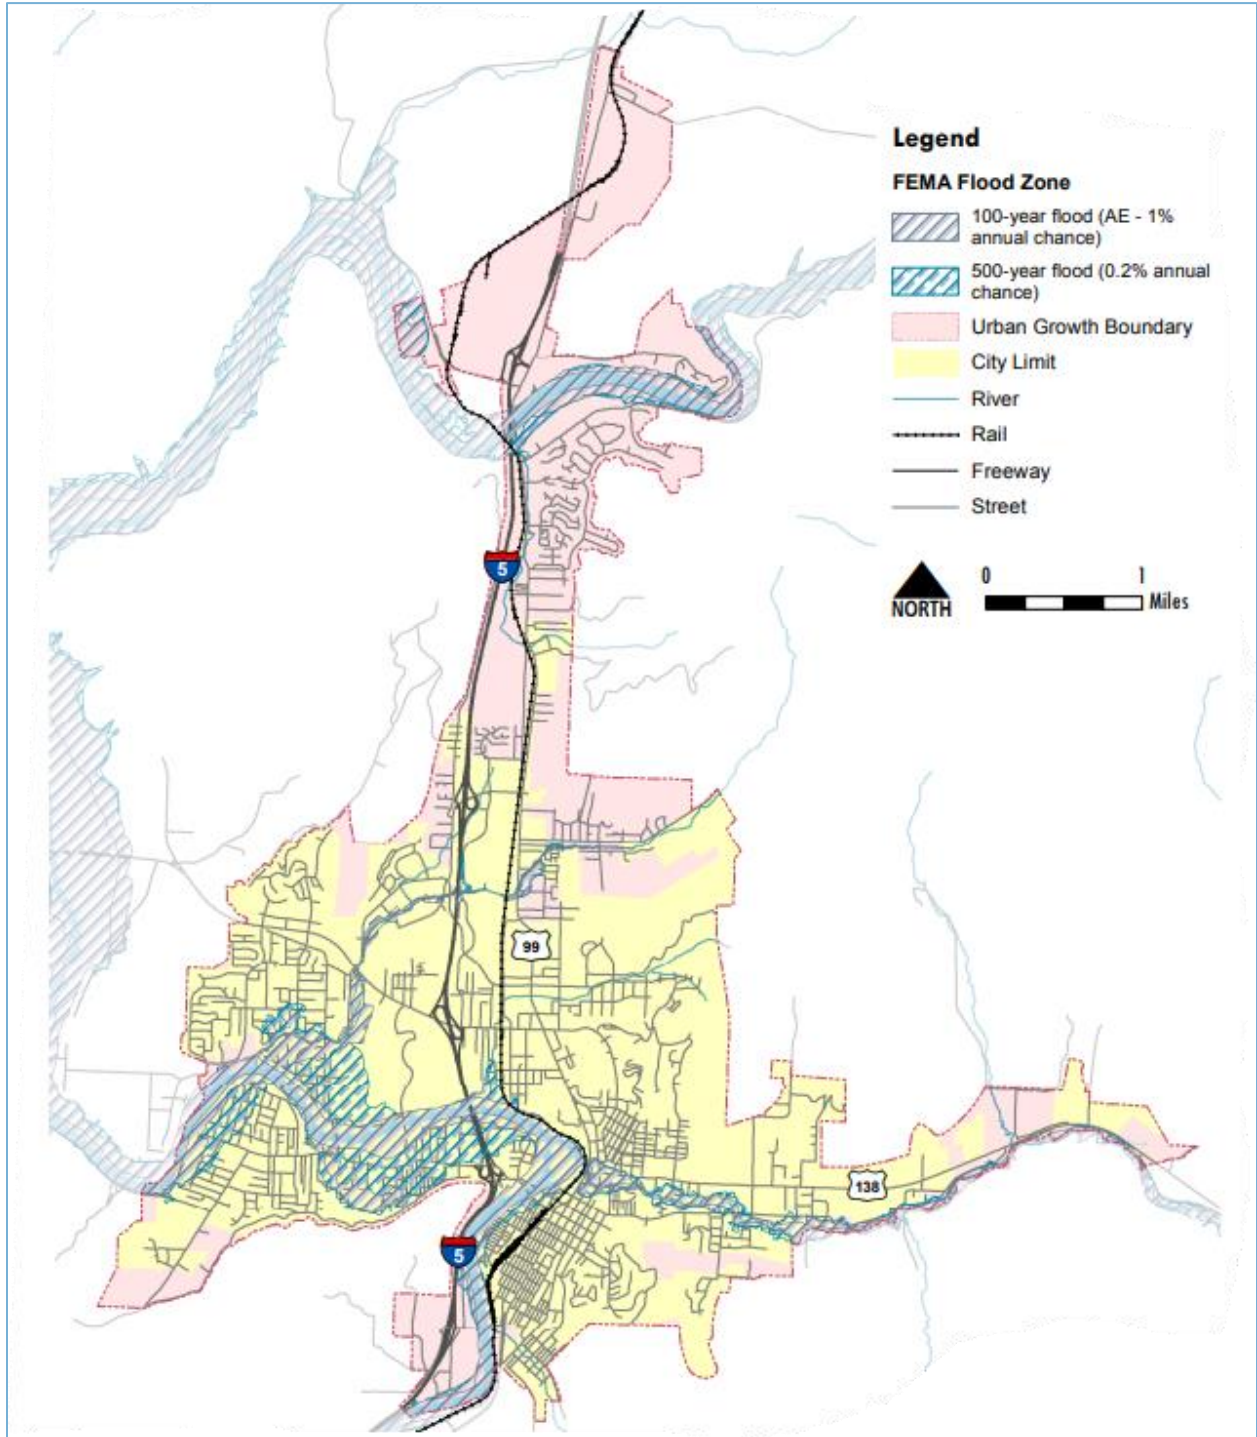 Legend
FEMA Flood Zone
100-year flood (AE - 1%
annual chance)
500-year flood (0.2% annual
chance)
Urban Growth Boundary
City Limit
River
Rail
Freeway
Street
NORTH
0 1
Miles
5
99
138
5